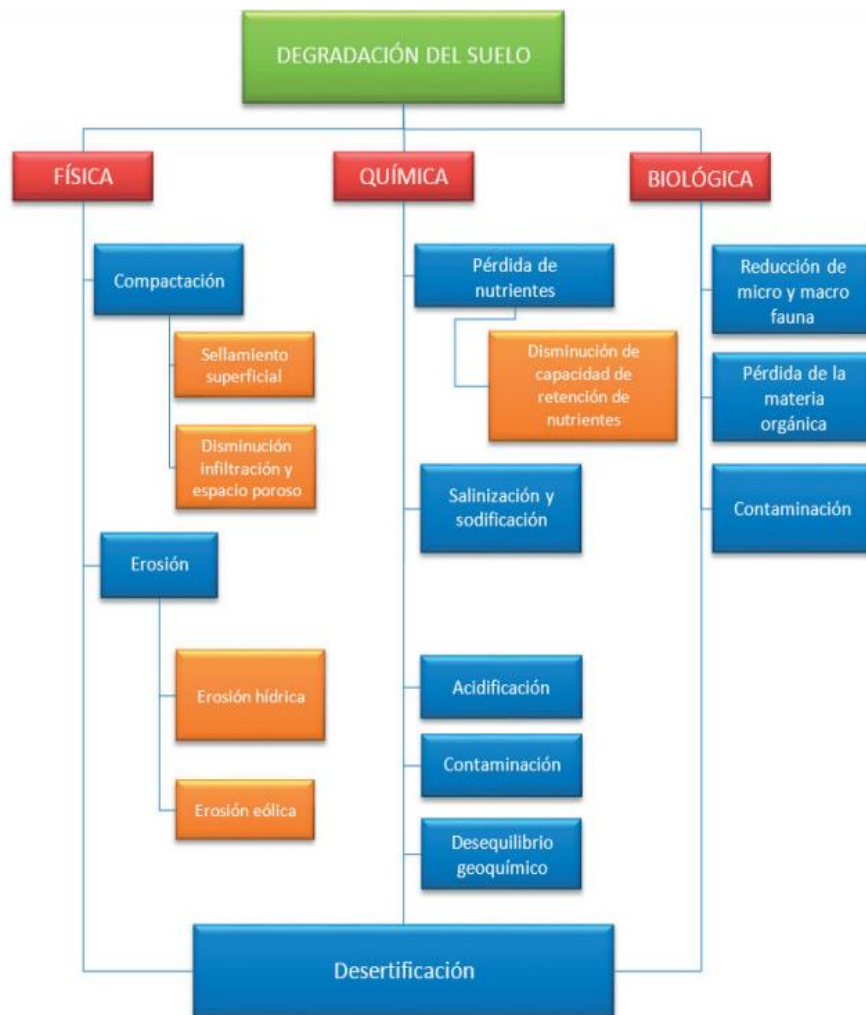 DEGRADACIÓN DEL SUELO
FÍSICA
Compactación
Sellamiento
superficial
Disminución
infiltración y
espacio poroso
Erosión
Erosión hídrica
Erosión eólica
QUÍMICA
Pérdida de
nutrientes
Disminución de
capacidad de
retención de
nutrientes
Salinización y
sodificación
Acidificación
Contaminación
Desequilibrio
geoquímico
BIOLÓGICA
Reducción de
micro y macro
fauna
Pérdida de la
materia
orgánica
Contaminación
Desertificación